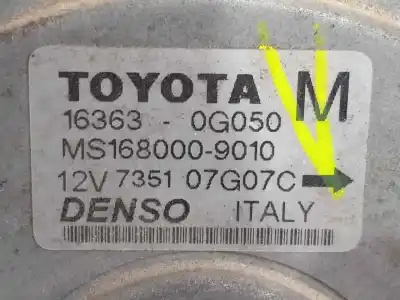 TOYOTA M
16363 - 0G050
MS168000-9010
12V 7351 07G07C
DENSO ITALY